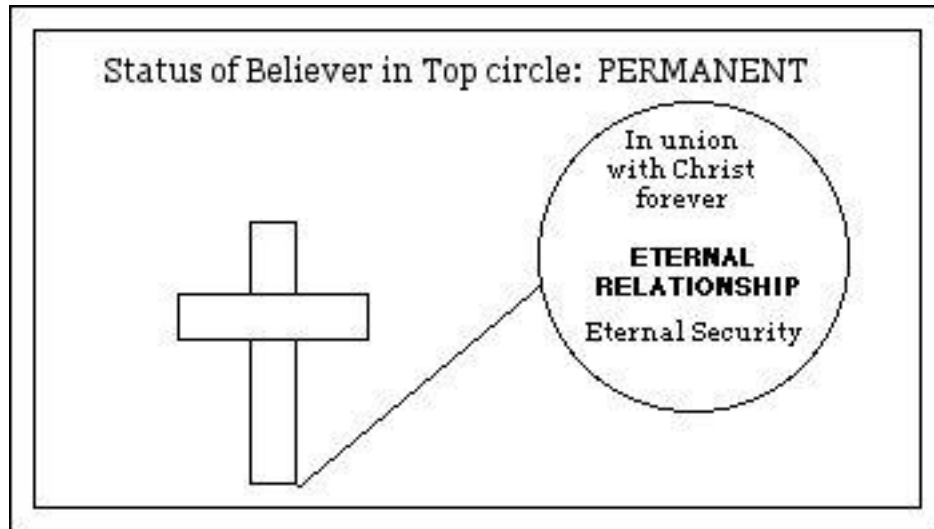 Status of Believer in Top circle: PERMANENT
In union
with Christ
forever
ETERNAL
RELATIONSHIP
Eternal Security